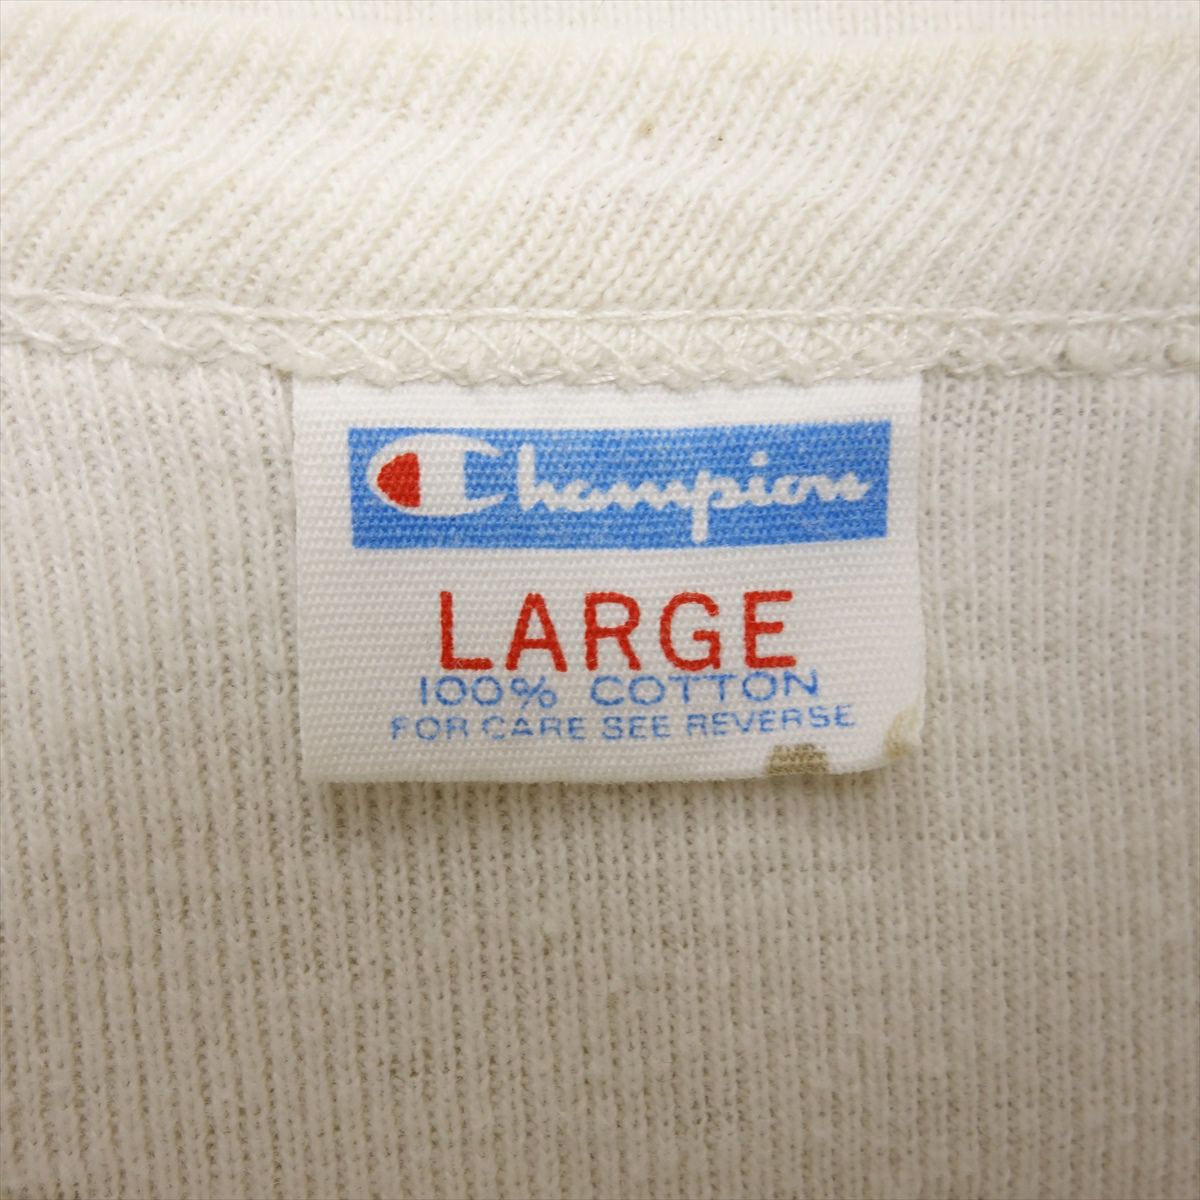 Champion
LARGE
100% COTTON
FOR CARE SEE REVERSE